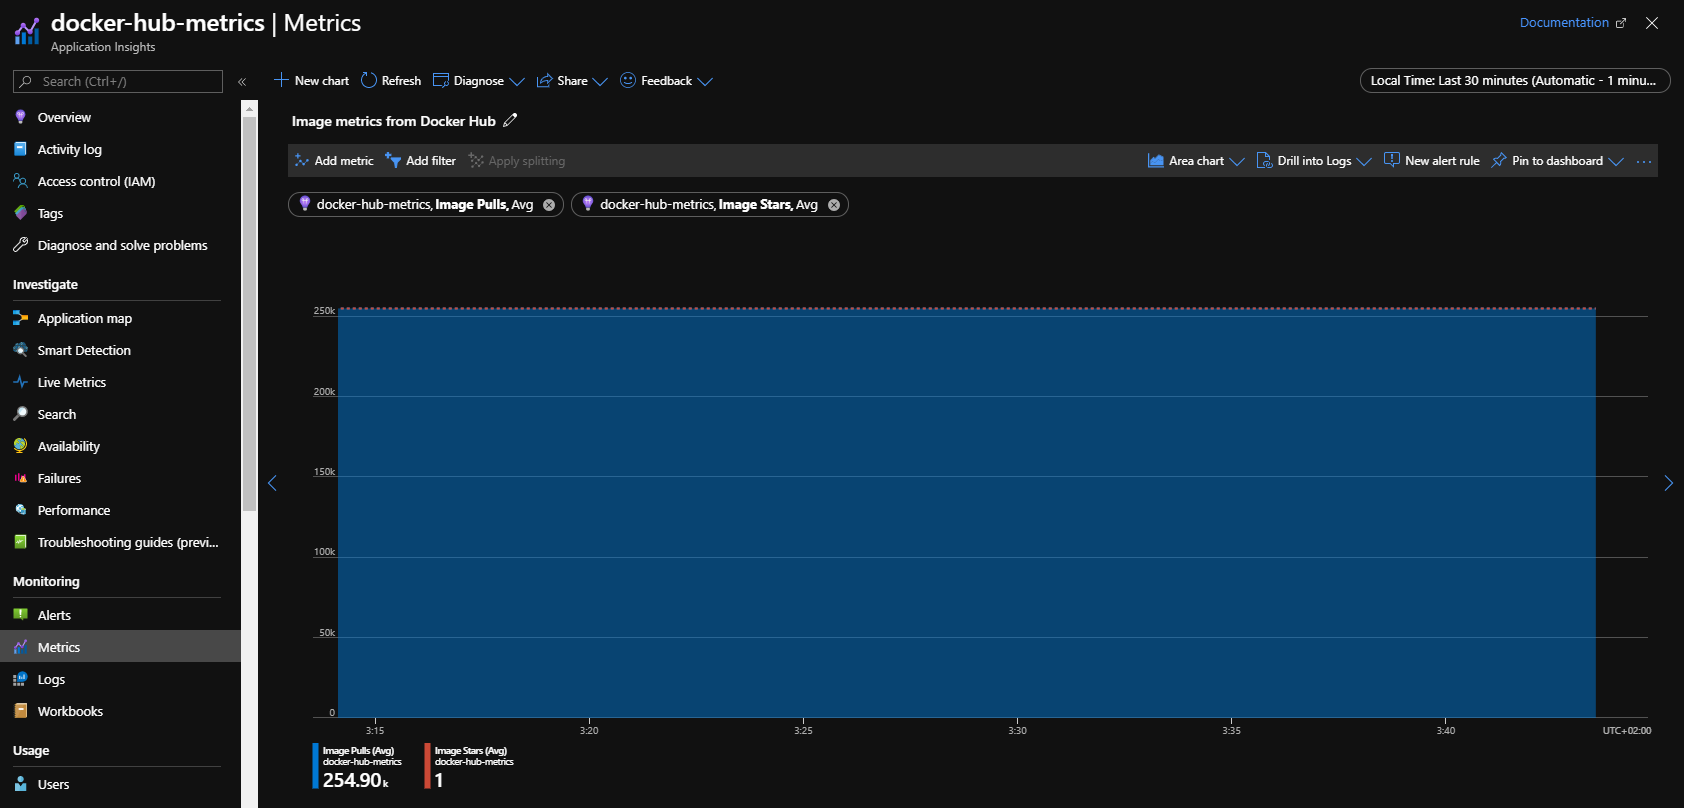 docker-hub-metrics | Metrics
Application Insights
Documentation
Search (Ctrl+/)
«
New chart
Refresh
Diagnose
Share
Feedback
Local Time: Last 30 minutes (Automatic - 1 minu...
Overview
Activity log
Access control (IAM)
Tags
Diagnose and solve problems
Investigate
Application map
Smart Detection
Live Metrics
Search
Availability
Failures
Performance
Troubleshooting guides (previ...
Monitoring
Alerts
Metrics
Logs
Workbooks
Usage
Users
Image metrics from Docker Hub
Add metric
Add filter
Apply splitting
Area chart
Drill into Logs
New alert rule
Pin to dashboard
...
docker-hub-metrics, Image Pulls, Avg
docker-hub-metrics, Image Stars, Avg
250k
200k
150k
100k
50k
0
3:15
3:20
3:25
3:30
3:35
3:40
UTC+02:00
Image Pulls (Avg)
docker-hub-metrics
254.90 k
Image Stars (Avg)
docker-hub-metrics
1